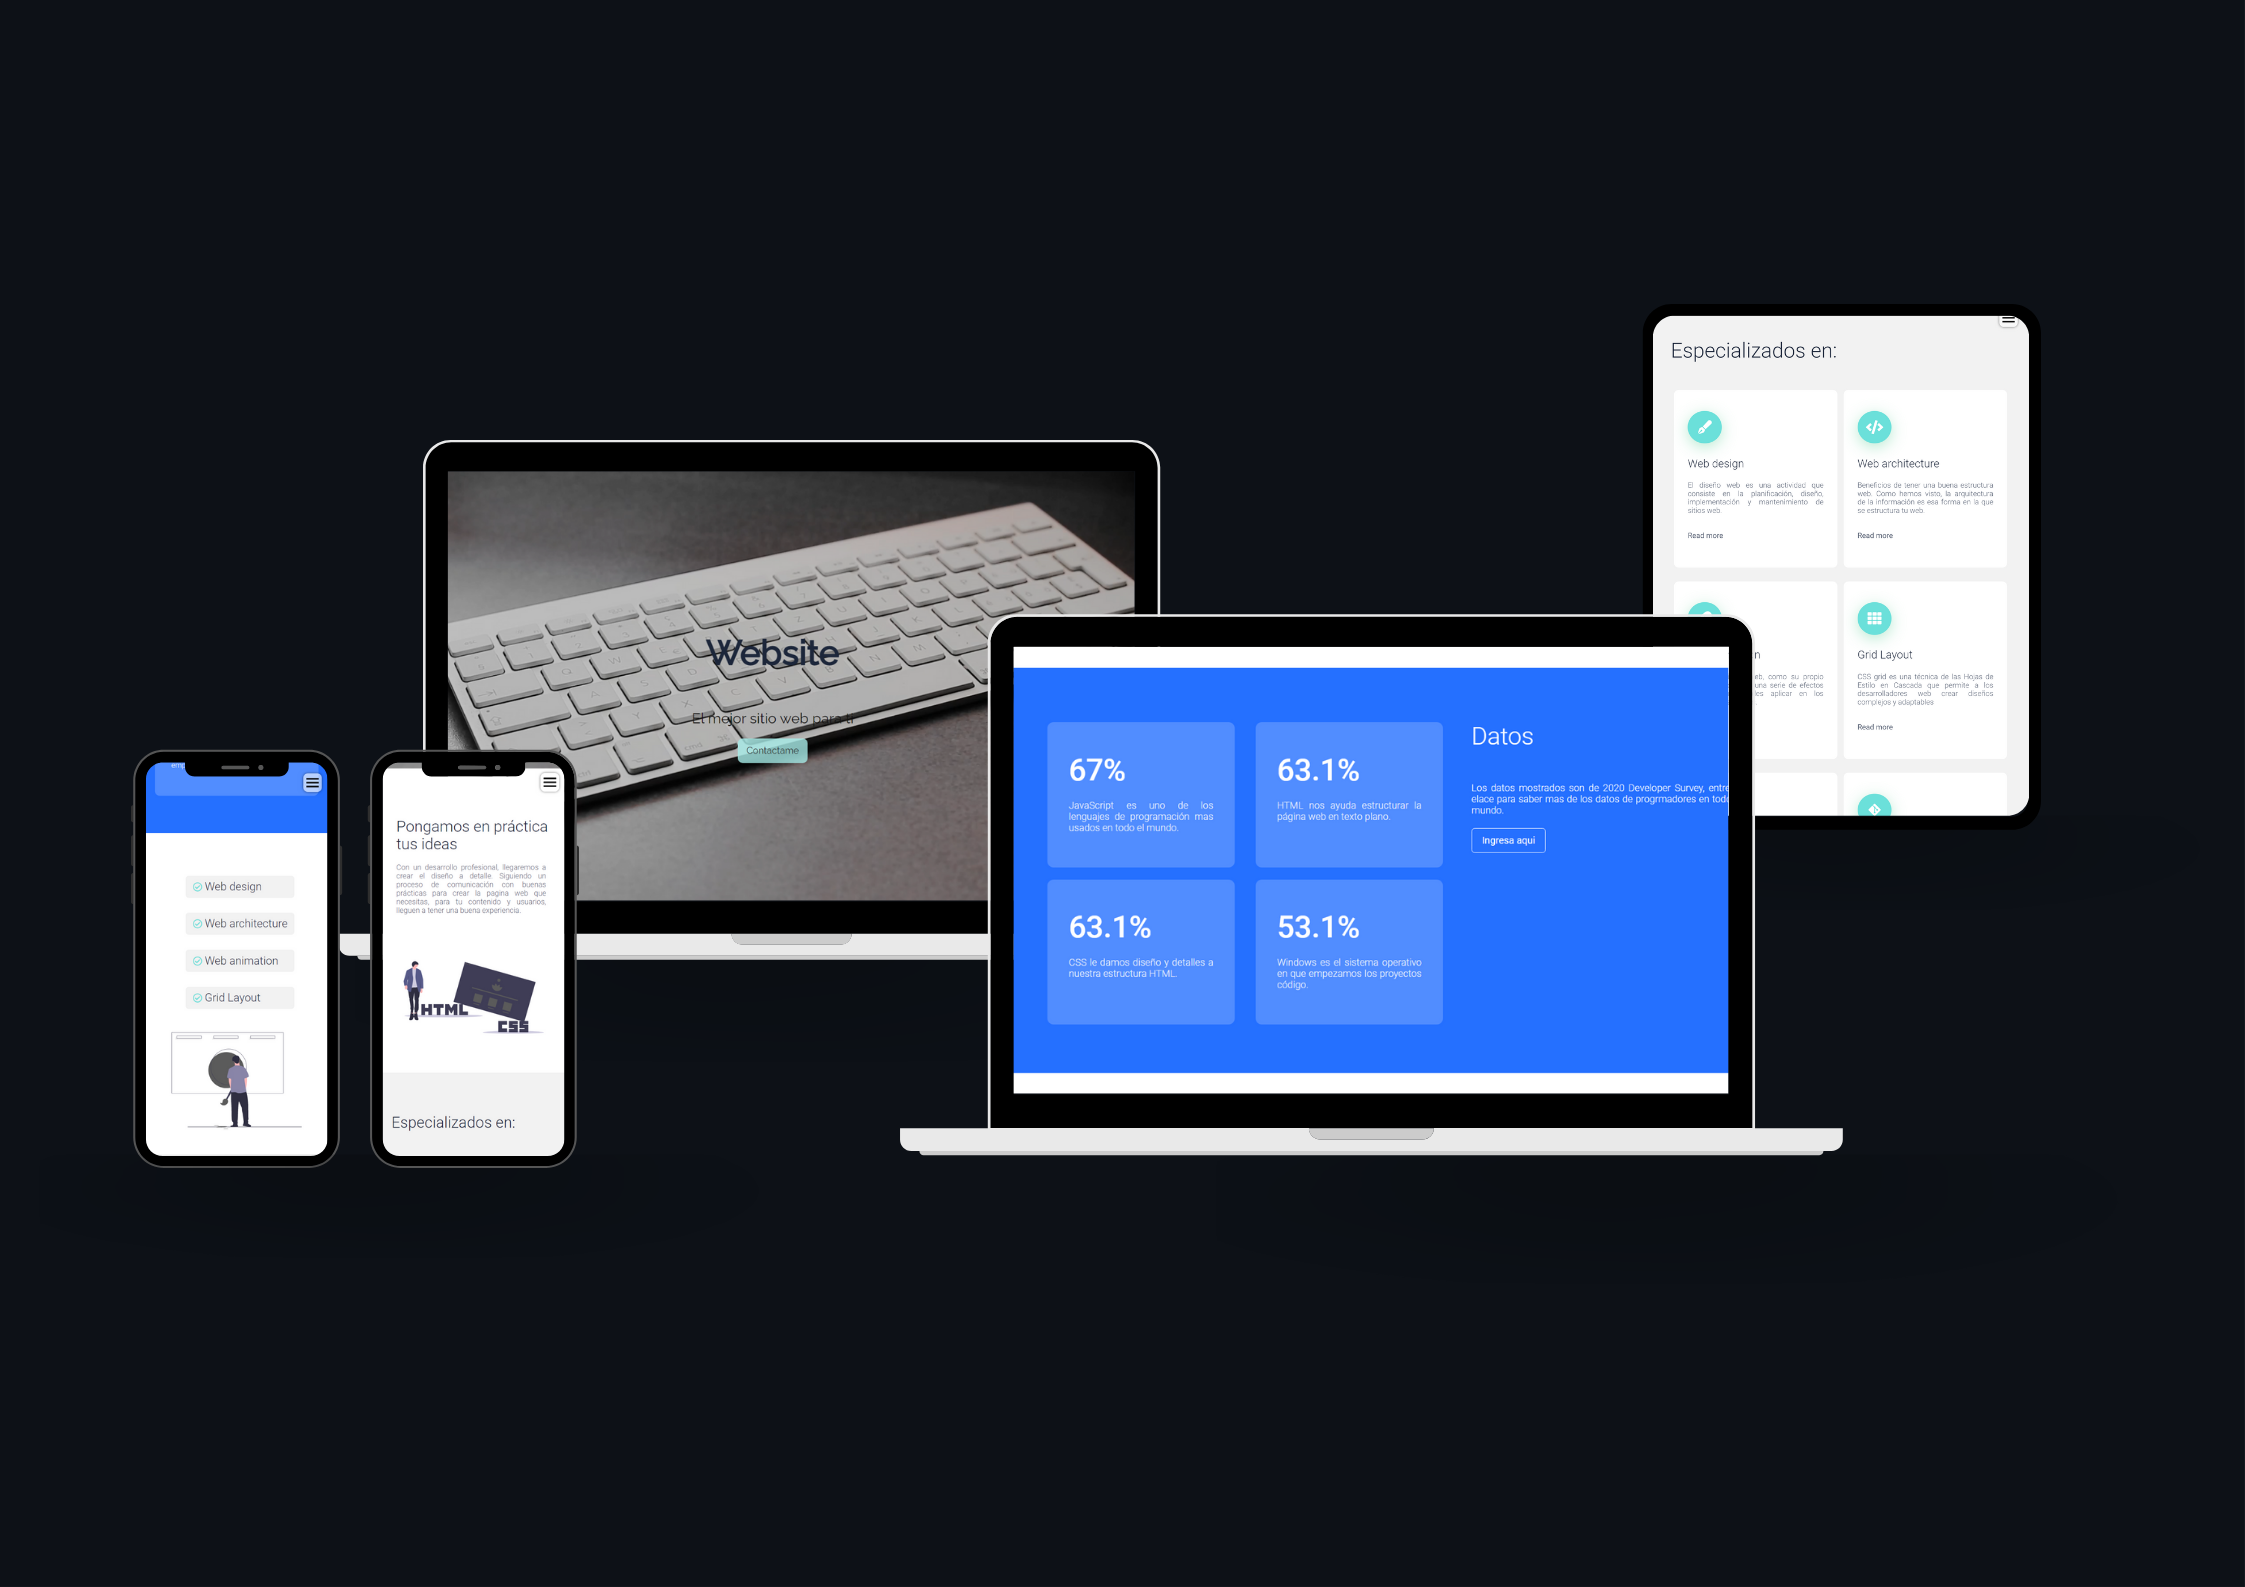 Website
El mejor sitio web para ti
Contactame
Web design
Web architecture
Web animation
Grid Layout
Pongamos en práctica
tus ideas
Con un desarrollo profesional, llegaremos a
crear el diseño a detalle. Siguiendo un
proceso de comunicación con buenas
prácticas para crear la pagina web que
necesitas, para tu contenido y usuarios,
lleguen a tener una buena experiencia.
HTML
CSS
Especializados en:
67%
JavaScript es uno de los
lenguajes de programación mas
usados en todo el mundo.
63.1%
HTML nos ayuda estructurar la
página web en texto plano.
63.1%
CSS le damos diseño y detalles a
nuestra estructura HTML.
53.1%
Windows es el sistema operativo
en que empezamos los proyectos
código.
Datos
Los datos mostrados son de 2020 Developer Survey, entre
elace para saber mas de los datos de progrmadores en tod
mundo.
Ingresa aqui
Especializados en:
Web design
El diseño web es una actividad que
consiste en la planificación, diseño,
implementación y mantenimiento de
sitios web.
Read more
Web architecture
Beneficios de tener una buena estructura
web. Como hemos visto, la arquitectura
de la información es esa forma en la que
se estructura tu web.
Read more
n
eb, como su propio
una serie de efectos
les aplicar en los
Grid Layout
CSS grid es una técnica de las Hojas de
Estilo en Cascada que permite a los
desarrolladores web crear diseños
complejos y adaptables
Read more